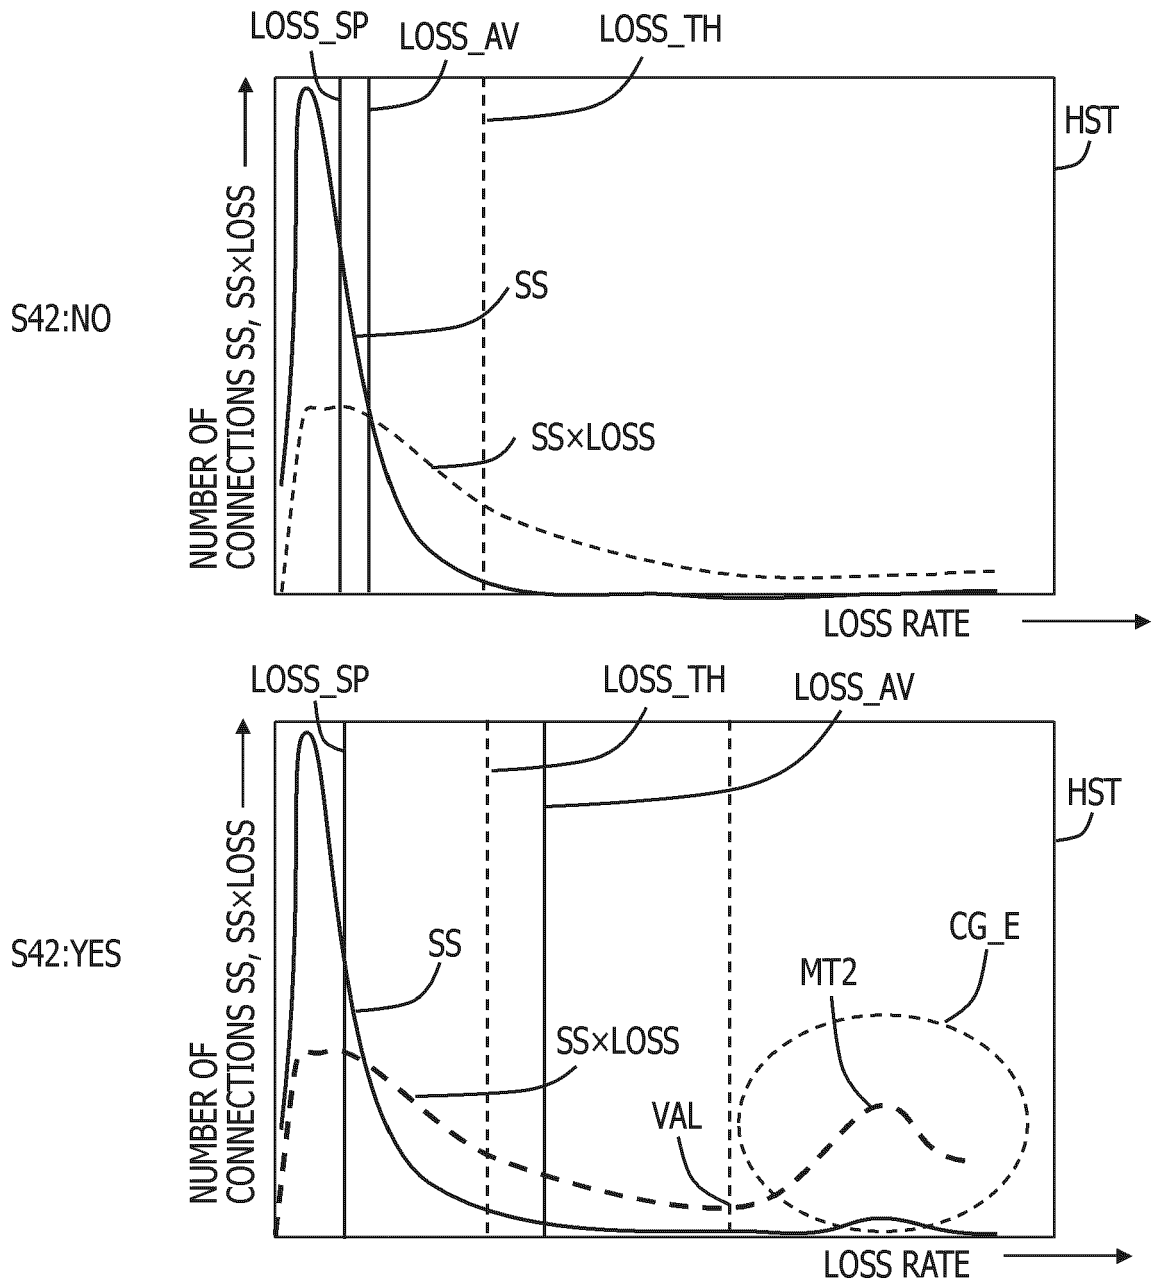 LOSS_SP
LOSS_AV
LOSS_TH
HST
NUMBER OF
CONNECTIONS SS, SS×LOSS
SS
S42:NO
SS×LOSS
LOSS RATE
LOSS_SP
LOSS_TH
LOSS_AV
HST
NUMBER OF
CONNECTIONS SS, SS×LOSS
CG_E
SS
S42:YES
MT2
SS×LOSS
VAL
LOSS RATE